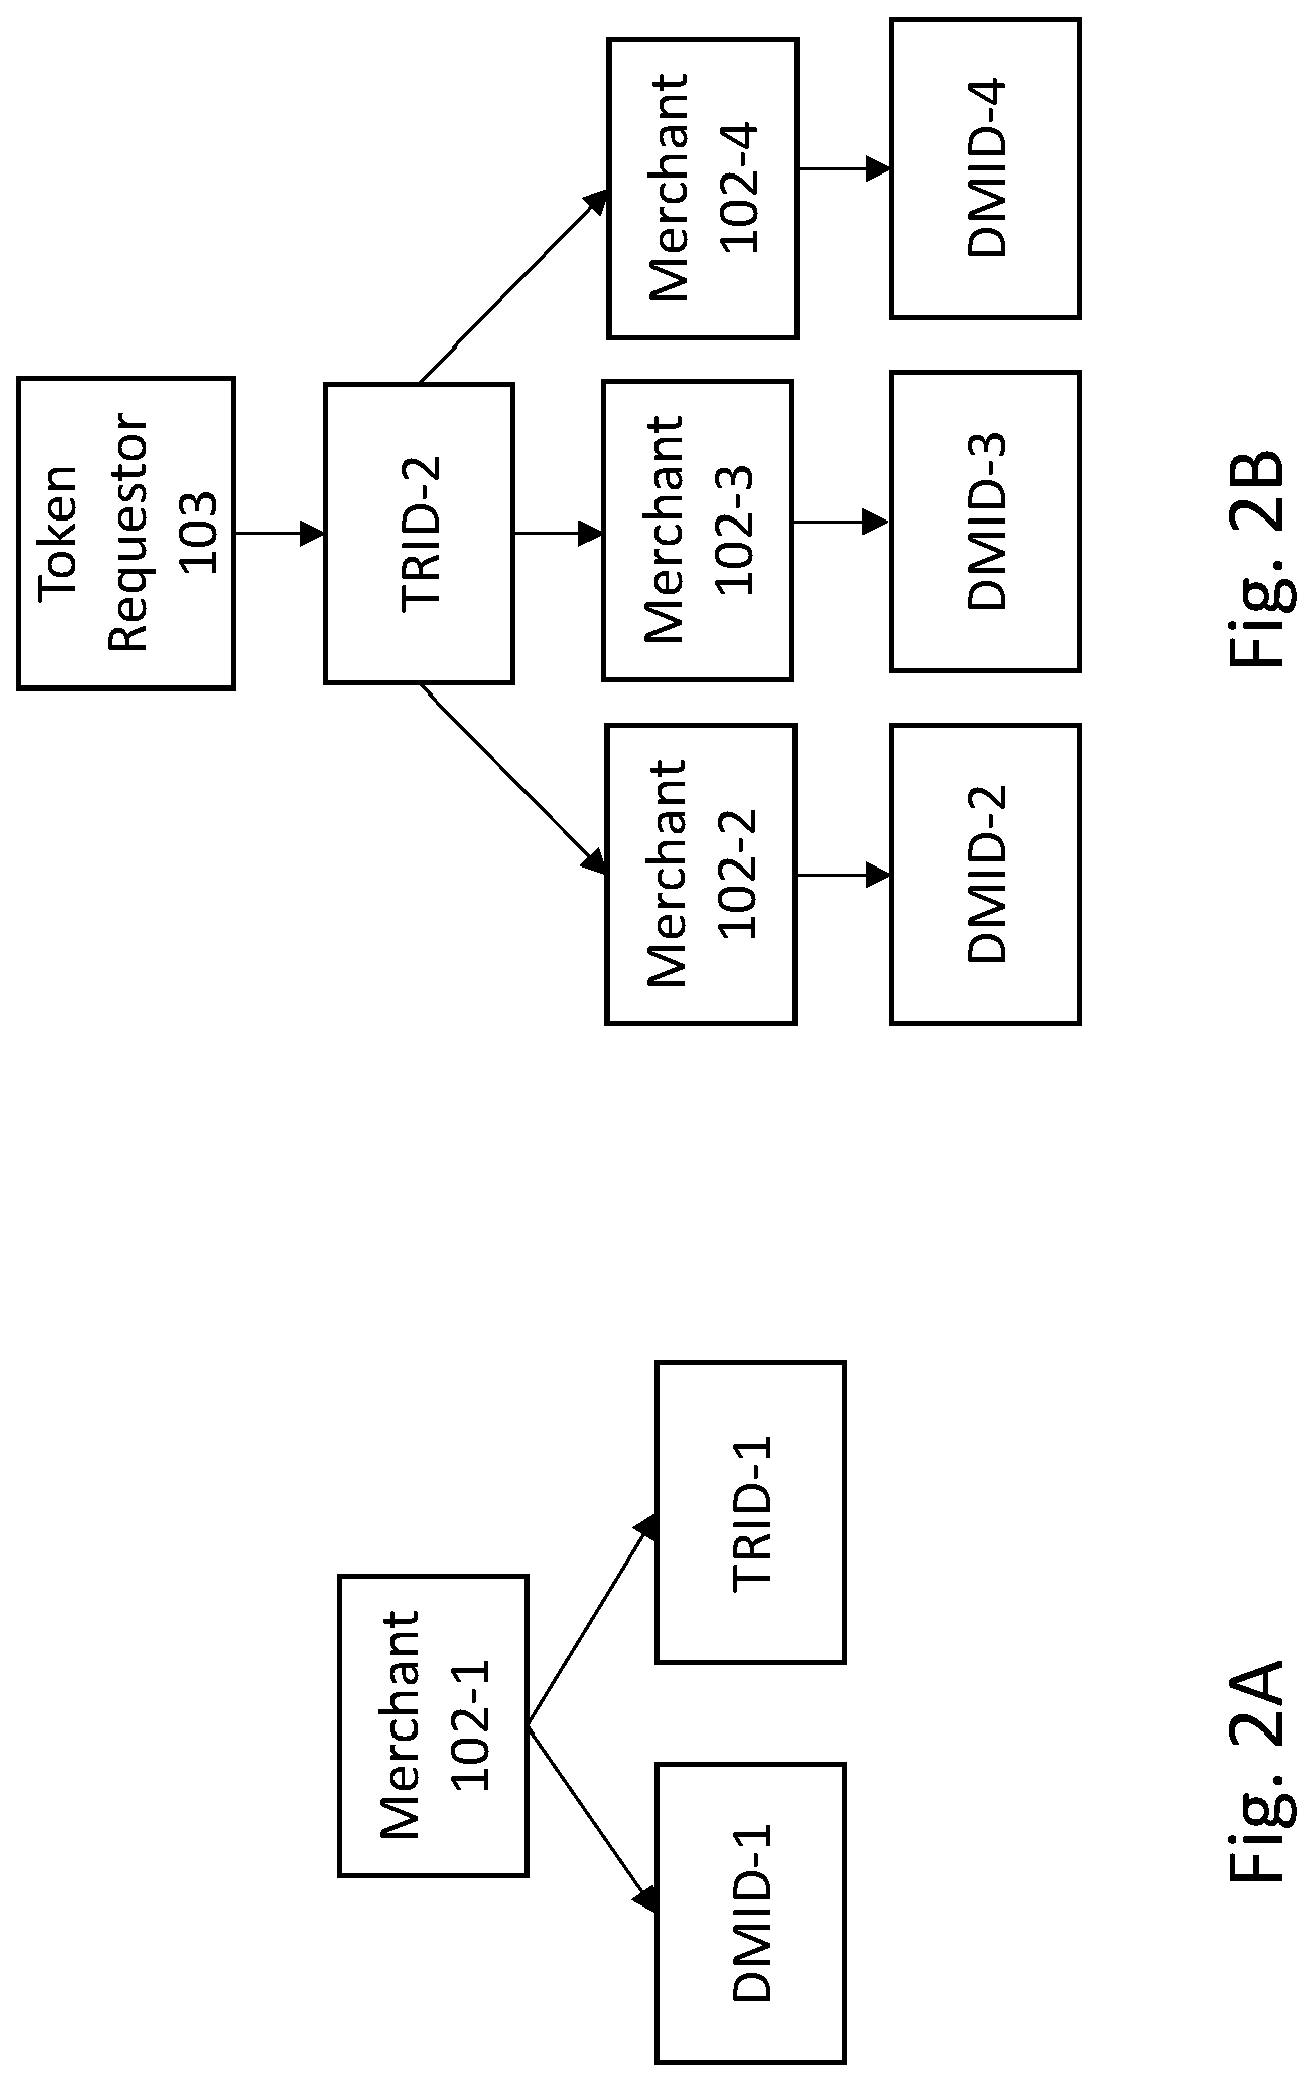 Merchant
102-1
DMID-1
TRID-1
Fig. 2A
Token
Requestor
103
TRID-2
Merchant
102-2
Merchant
102-3
Merchant
102-4
DMID-2
DMID-3
DMID-4
Fig. 2B